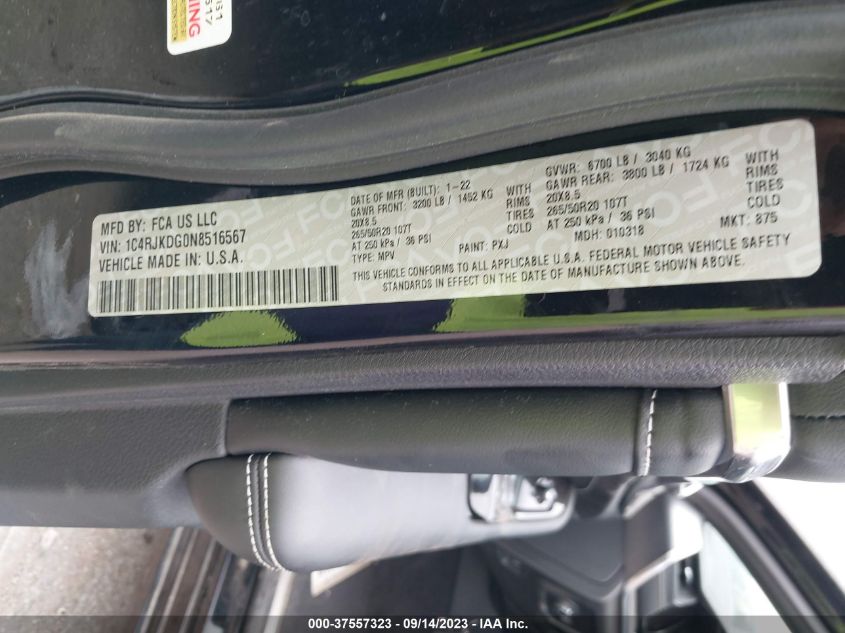 351
517
NING
MFD BY: FCA US LLC
VIN: 1C4RJKDG0N8516567
VEHICLE MADE IN: U.S.A.
DATE OF MFR (BUILT): 1-22
GAWR FRONT: 3200 LB / 1452 KG WITH
20X8.5 RIMS
265/50R20 107T TIRES
AT 250 kPa / 36 PSI COLD
TYPE: MPV PAINT: PXJ
GVWR: 6700 LB / 3040 KG
GAWR REAR: 3800 LB / 1724 KG WITH
20X8.5 RIMS
265/50R20 107T TIRES
AT 250 kPa / 36 PSI COLD
MDH: 010318 MKT: 875
THIS VEHICLE CONFORMS TO ALL APPLICABLE U.S.A. FEDERAL MOTOR VEHICLE SAFETY
STANDARDS IN EFFECT ON THE DATE OF MANUFACTURE SHOWN ABOVE.
000-37557323 - 09/14/2023 - IAA Inc.